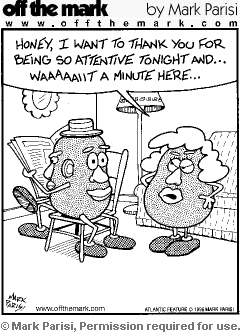 off the mark by Mark Parisi
www.offthemark.com
HONEY, I WANT TO THANK YOU FOR
BEING SO ATTENTIVE TONIGHT AND...
WAAAAAIIT A MINUTE HERE...
MARK
PARISI
www.offthemark.com
ATLANTIC FEATURE © 1998 MARK PARISI
© Mark Parisi, Permission required for use.